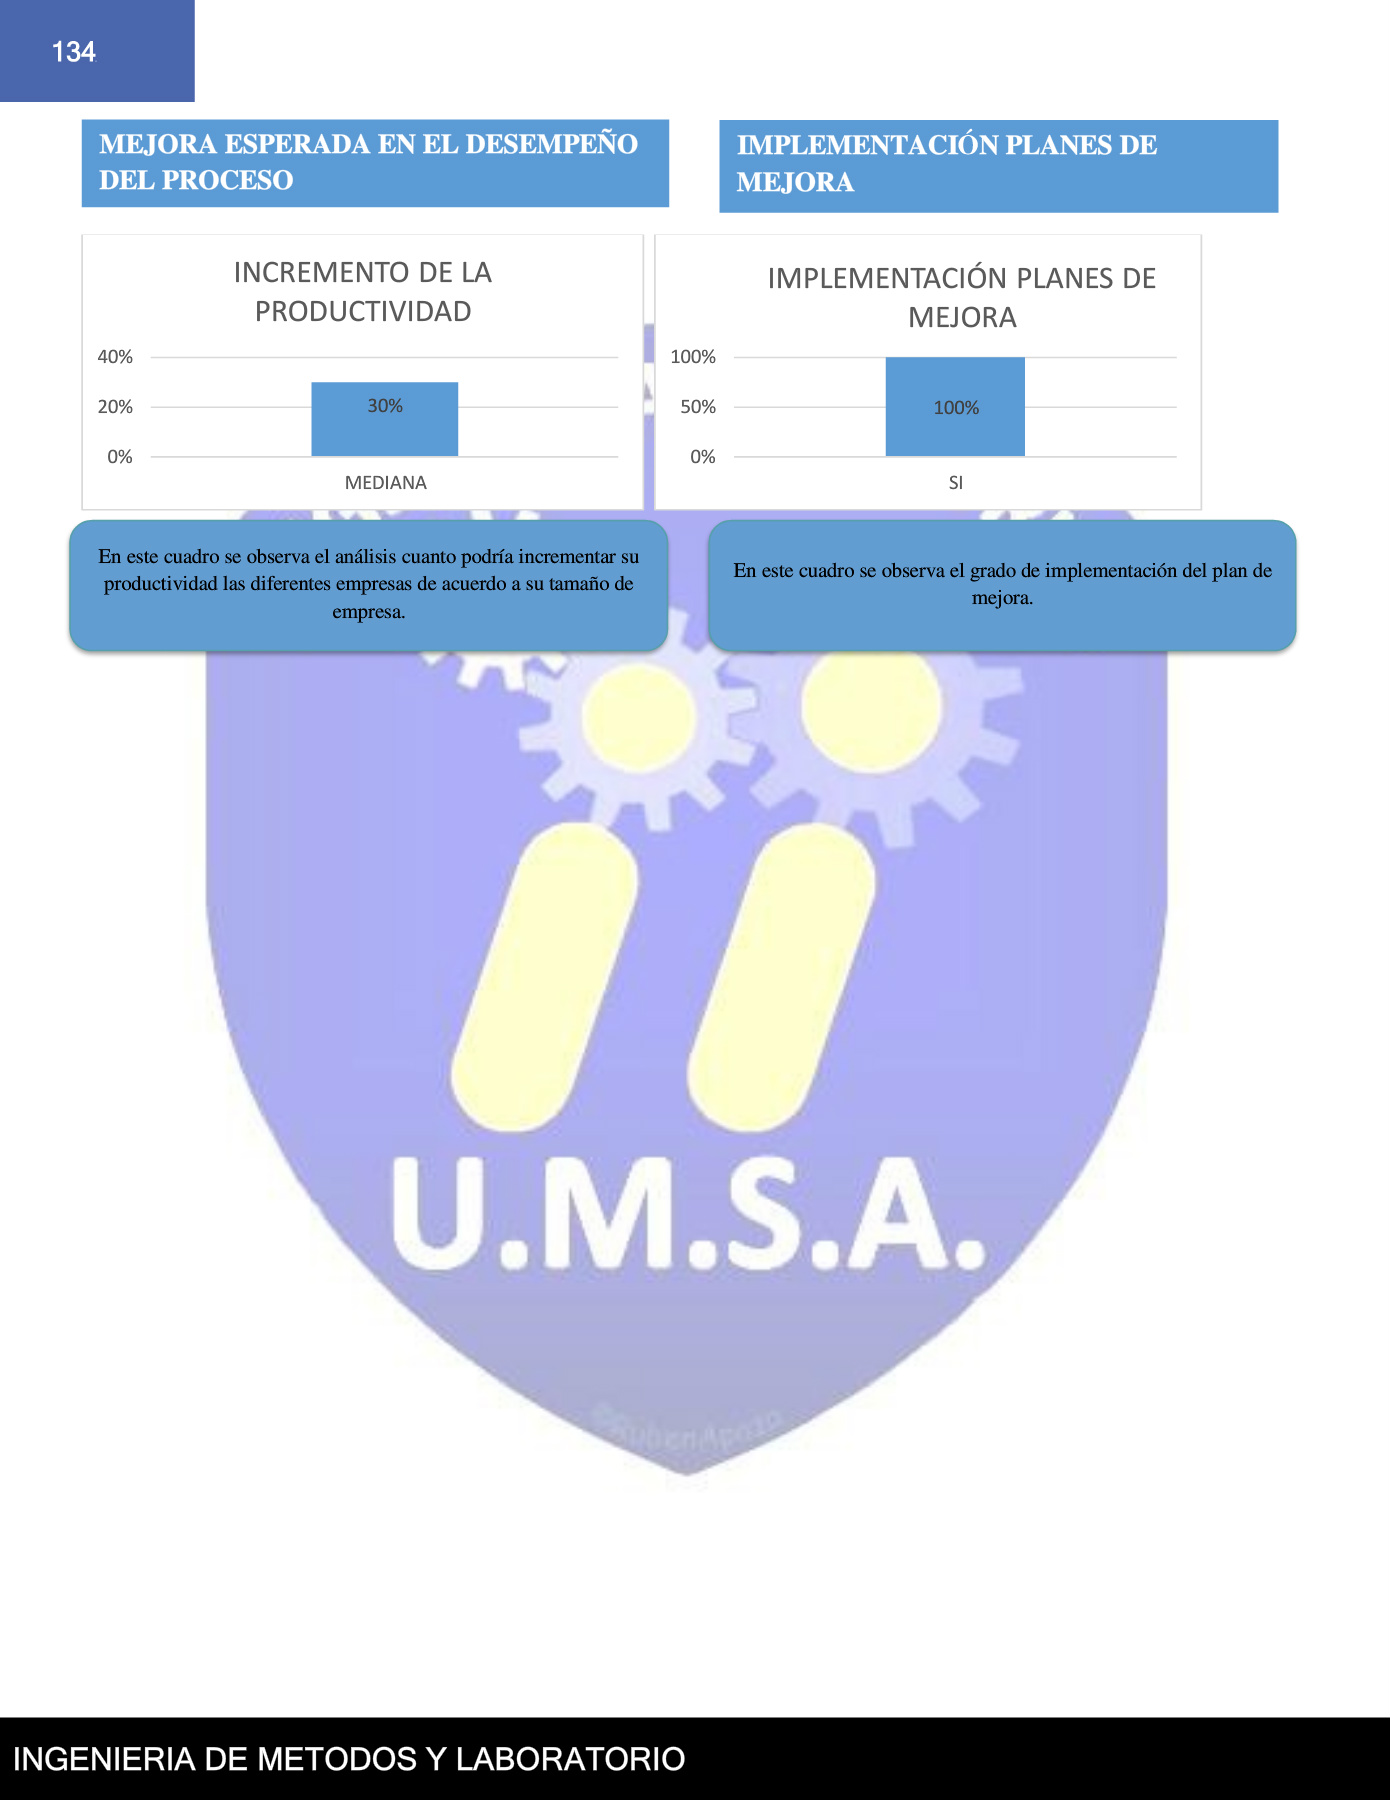 134
MEJORA ESPERADA EN EL DESEMPEÑO
DEL PROCESO
IMPLEMENTACIÓN PLANES DE
MEJORA
INCREMENTO DE LA
PRODUCTIVIDAD
40%
20%
0%
30%
MEDIANA
IMPLEMENTACIÓN PLANES DE
MEJORA
100%
50%
0%
100%
SI
En este cuadro se observa el análisis cuanto podría incrementar su
productividad las diferentes empresas de acuerdo a su tamaño de
empresa.
En este cuadro se observa el grado de implementación del plan de
mejora.
U.M.S.A.
©RubenApaza
INGENIERIA DE METODOS Y LABORATORIO